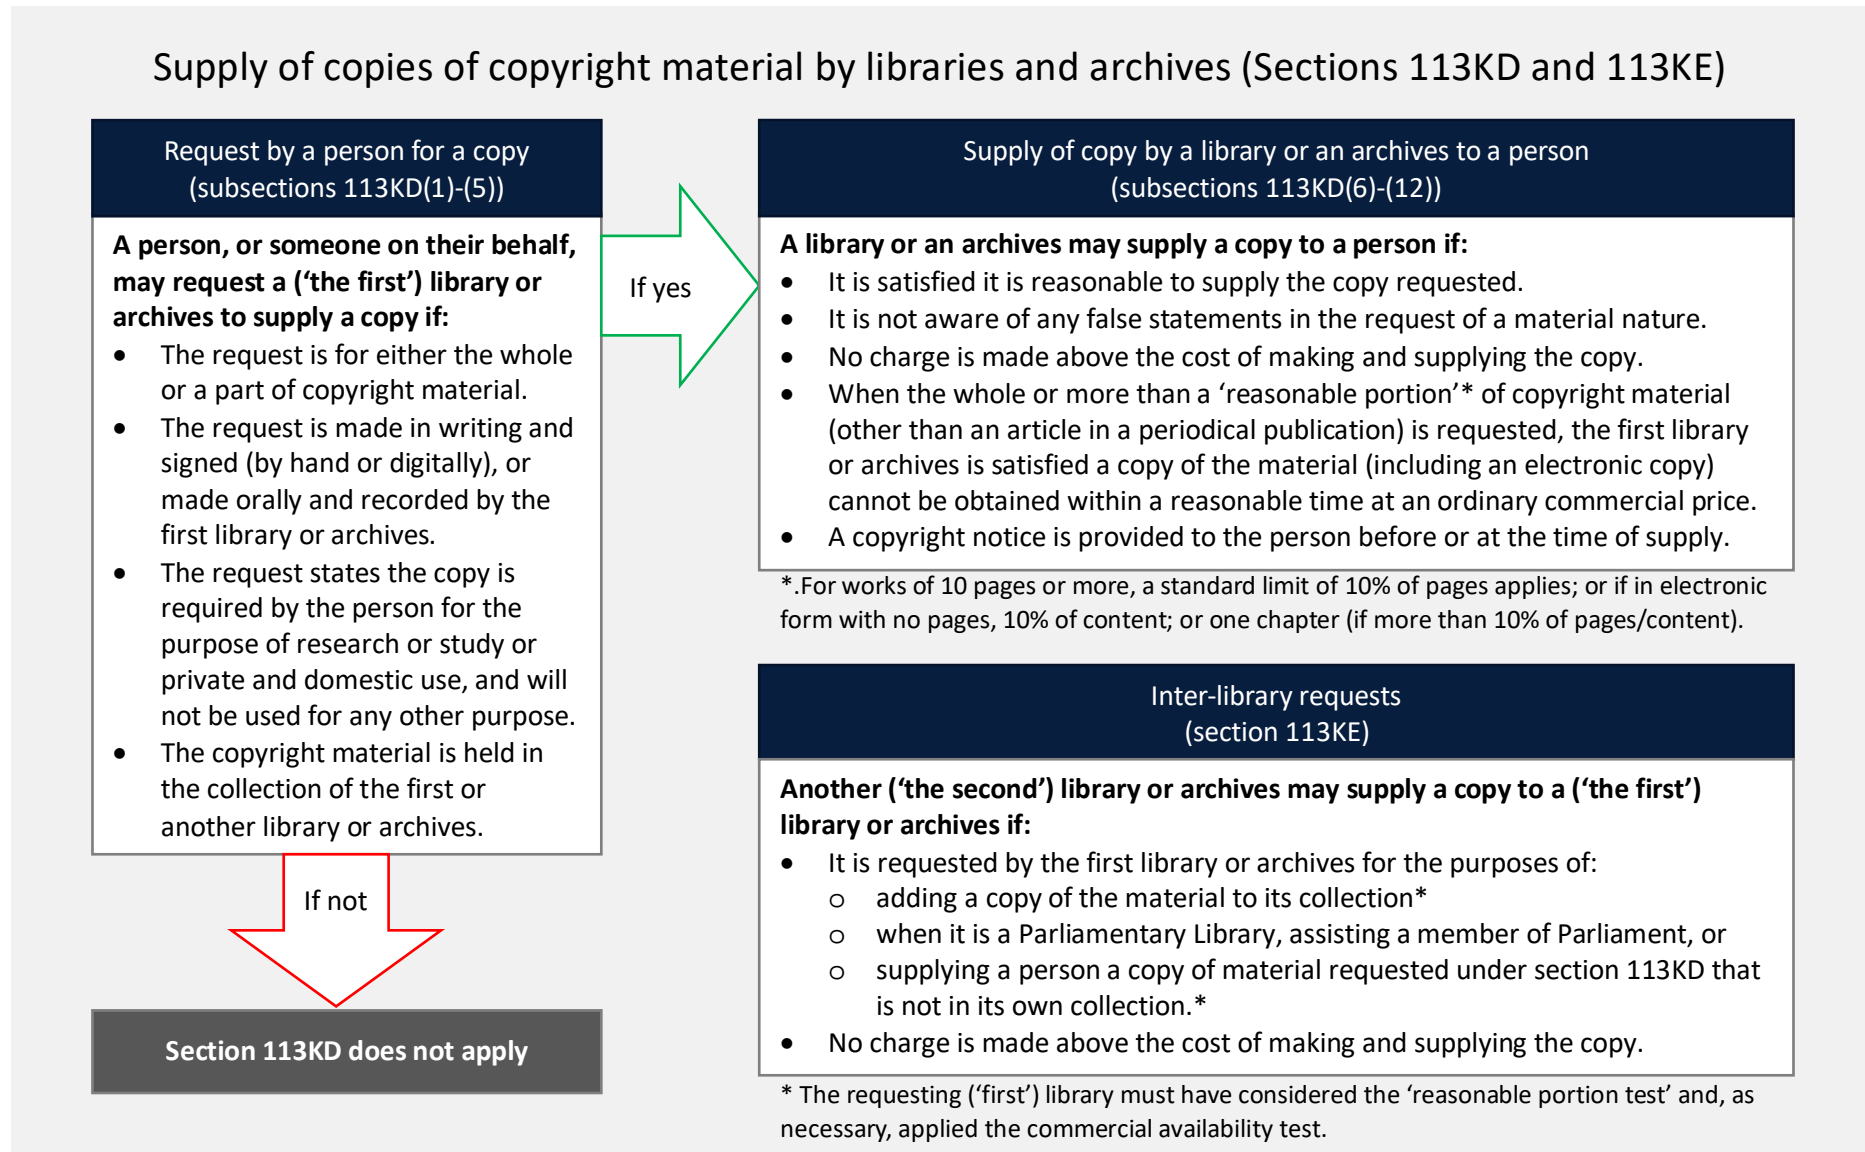 Supply of copies of copyright material by libraries and archives (Sections 113KD and 113KE)
Request by a person for a copy
(subsections 113KD(1)-(5))
A person, or someone on their behalf,
may request a (‘the first’) library or
archives to supply a copy if:
• The request is for either the whole
or a part of copyright material.
• The request is made in writing and
signed (by hand or digitally), or
made orally and recorded by the
first library or archives.
• The request states the copy is
required by the person for the
purpose of research or study or
private and domestic use, and will
not be used for any other purpose.
• The copyright material is held in
the collection of the first or
another library or archives.
If not
Section 113KD does not apply
If yes
Supply of copy by a library or an archives to a person
(subsections 113KD(6)-(12))
A library or an archives may supply a copy to a person if:
• It is satisfied it is reasonable to supply the copy requested.
• It is not aware of any false statements in the request of a material nature.
• No charge is made above the cost of making and supplying the copy.
• When the whole or more than a ‘reasonable portion’* of copyright material
(other than an article in a periodical publication) is requested, the first library
or archives is satisfied a copy of the material (including an electronic copy)
cannot be obtained within a reasonable time at an ordinary commercial price.
• A copyright notice is provided to the person before or at the time of supply.
*.For works of 10 pages or more, a standard limit of 10% of pages applies; or if in electronic
form with no pages, 10% of content; or one chapter (if more than 10% of pages/content).
Inter-library requests
(section 113KE)
Another (‘the second’) library or archives may supply a copy to a (‘the first’)
library or archives if:
• It is requested by the first library or archives for the purposes of:
o adding a copy of the material to its collection*
o when it is a Parliamentary Library, assisting a member of Parliament, or
o supplying a person a copy of material requested under section 113KD that
is not in its own collection.*
• No charge is made above the cost of making and supplying the copy.
* The requesting (‘first’) library must have considered the ‘reasonable portion test’ and, as
necessary, applied the commercial availability test.